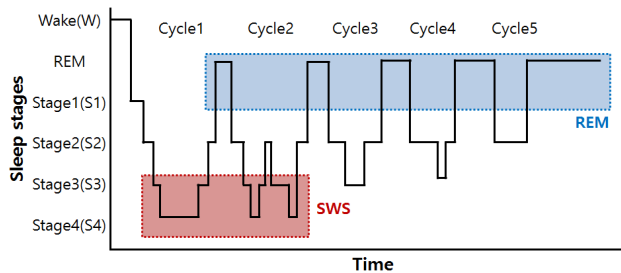 Sleep stages
Wake(W)
REM
Stage1(S1)
Stage2(S2)
Stage3(S3)
Stage4(S4)
Cycle1 Cycle2 Cycle3 Cycle4 Cycle5
REM
SWS
Time